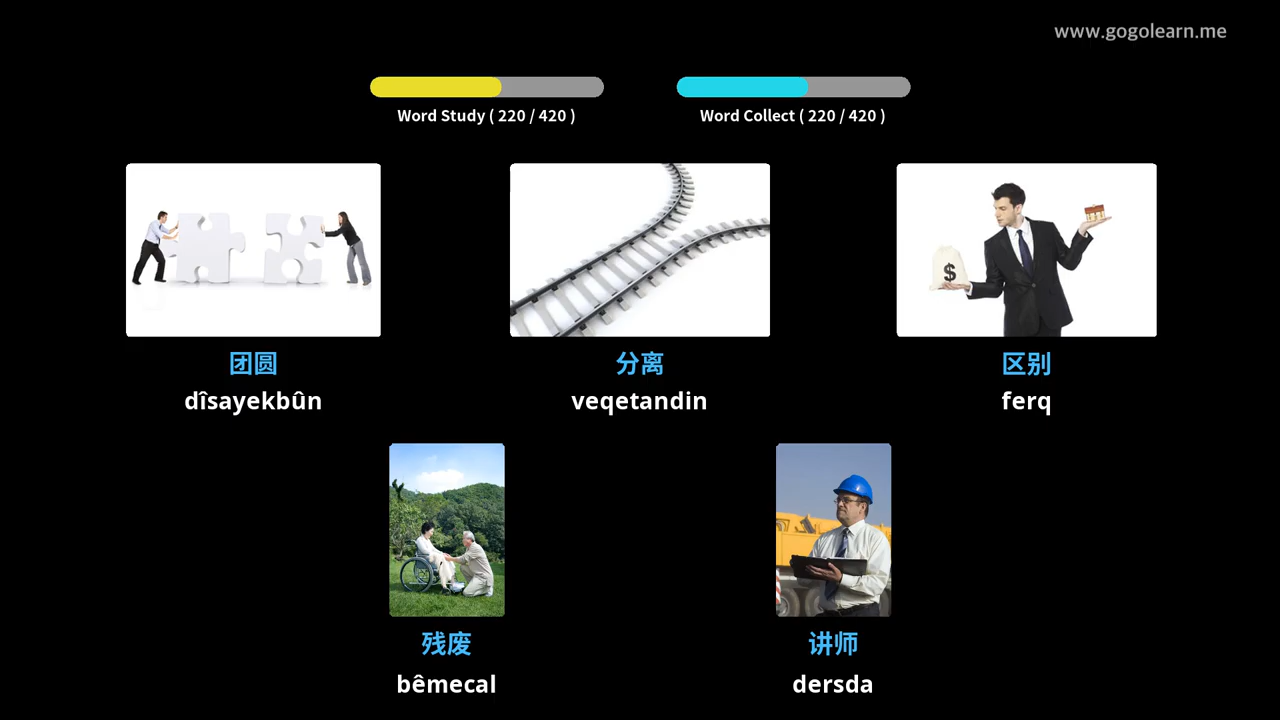 www.gogolearn.me
Word Study ( 220 / 420 )
Word Collect ( 220 / 420 )
团圆
分离
区别
dîsayekbûn
veqetandin
ferq
$
残废
讲师
bêmecal
dersda